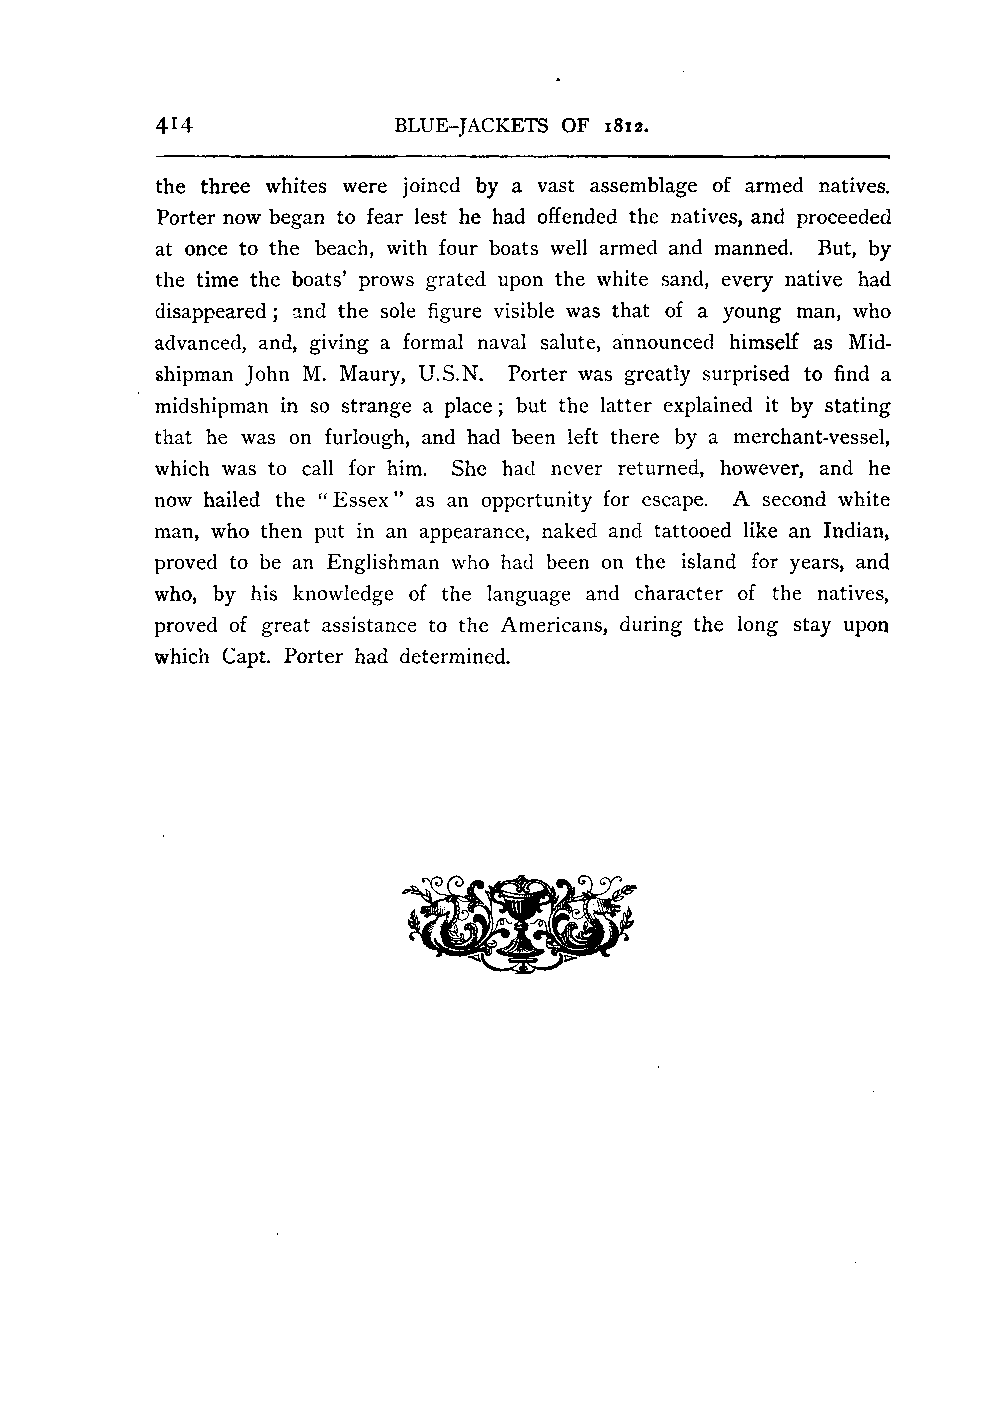 414 BLUE-JACKETS OF 1812.
the three whites were joined by a vast assemblage of armed natives.
Porter now began to fear lest he had offended the natives, and proceeded
at once to the beach, with four boats well armed and manned. But, by
the time the boats' prows grated upon the white sand, every native had
disappeared; and the sole figure visible was that of a young man, who
advanced, and, giving a formal naval salute, announced himself as Mid-
shipman John M. Maury, U.S.N. Porter was greatly surprised to find a
midshipman in so strange a place; but the latter explained it by stating
that he was on furlough, and had been left there by a merchant-vessel,
which was to call for him. She had never returned, however, and he
now hailed the "Essex" as an opportunity for escape. A second white
man, who then put in an appearance, naked and tattooed like an Indian,
proved to be an Englishman who had been on the island for years, and
who, by his knowledge of the language and character of the natives,
proved of great assistance to the Americans, during the long stay upon
which Capt. Porter had determined.